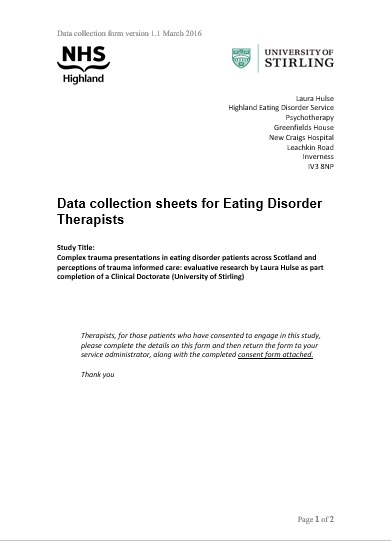 Data collection form version 1.1 March 2016
NHS
Highland
UNIVERSITY OF
STIRLING
Laura Hulse
Highland Eating Disorder Service
Psychotherapy
Greenfields House
New Craigs Hospital
Leachkin Road
Inverness
IV3 8NP
Data collection sheets for Eating Disorder
Therapists
Study Title:
Complex trauma presentations in eating disorder patients across Scotland and
perceptions of trauma informed care: evaluative research by Laura Hulse as part
completion of a Clinical Doctorate (University of Stirling)
Therapists, for those patients who have consented to engage in this study,
please complete the details on this form and then return the form to your
service administrator, along with the completed consent form attached.
Thank you
Page 1 of 2